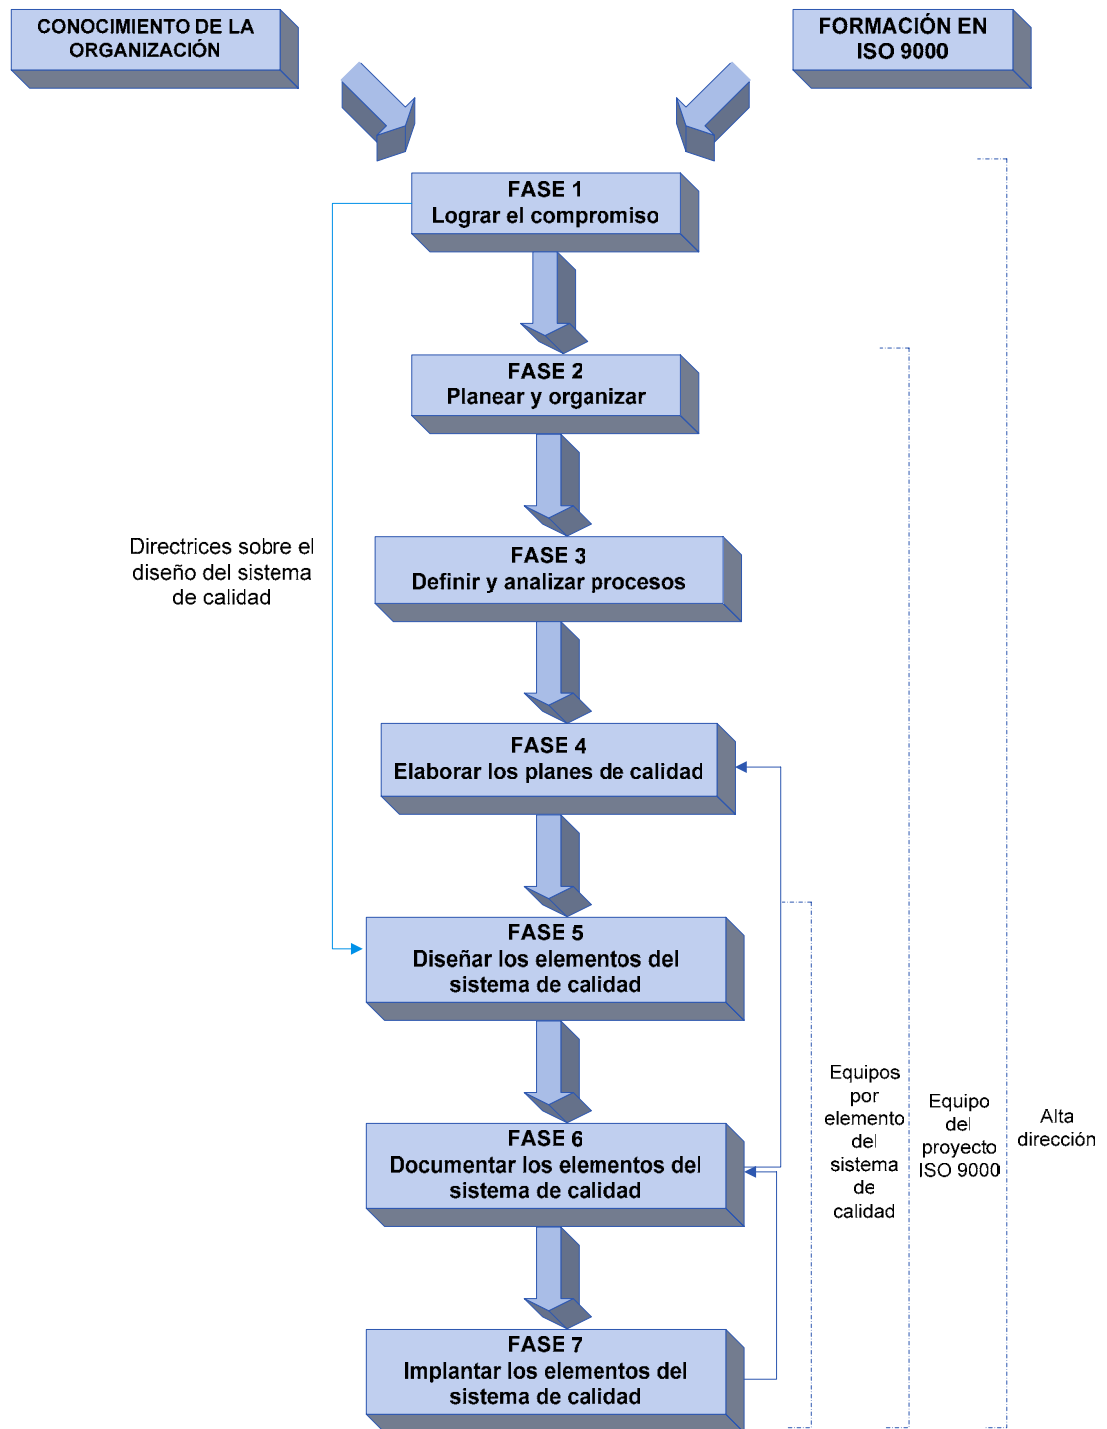 CONOCIMIENTO DE LA
ORGANIZACIÓN
FORMACIÓN EN
ISO 9000
FASE 1
Lograr el compromiso
FASE 2
Planear y organizar
Directrices sobre el
diseño del sistema
de calidad
FASE 3
Definir y analizar procesos
FASE 4
Elaborar los planes de calidad
FASE 5
Diseñar los elementos del
sistema de calidad
FASE 6
Documentar los elementos del
sistema de calidad
Equipos
por
elemento
del
sistema
de
calidad
Equipo
del
proyecto
ISO 9000
Alta
dirección
FASE 7
Implantar los elementos del
sistema de calidad